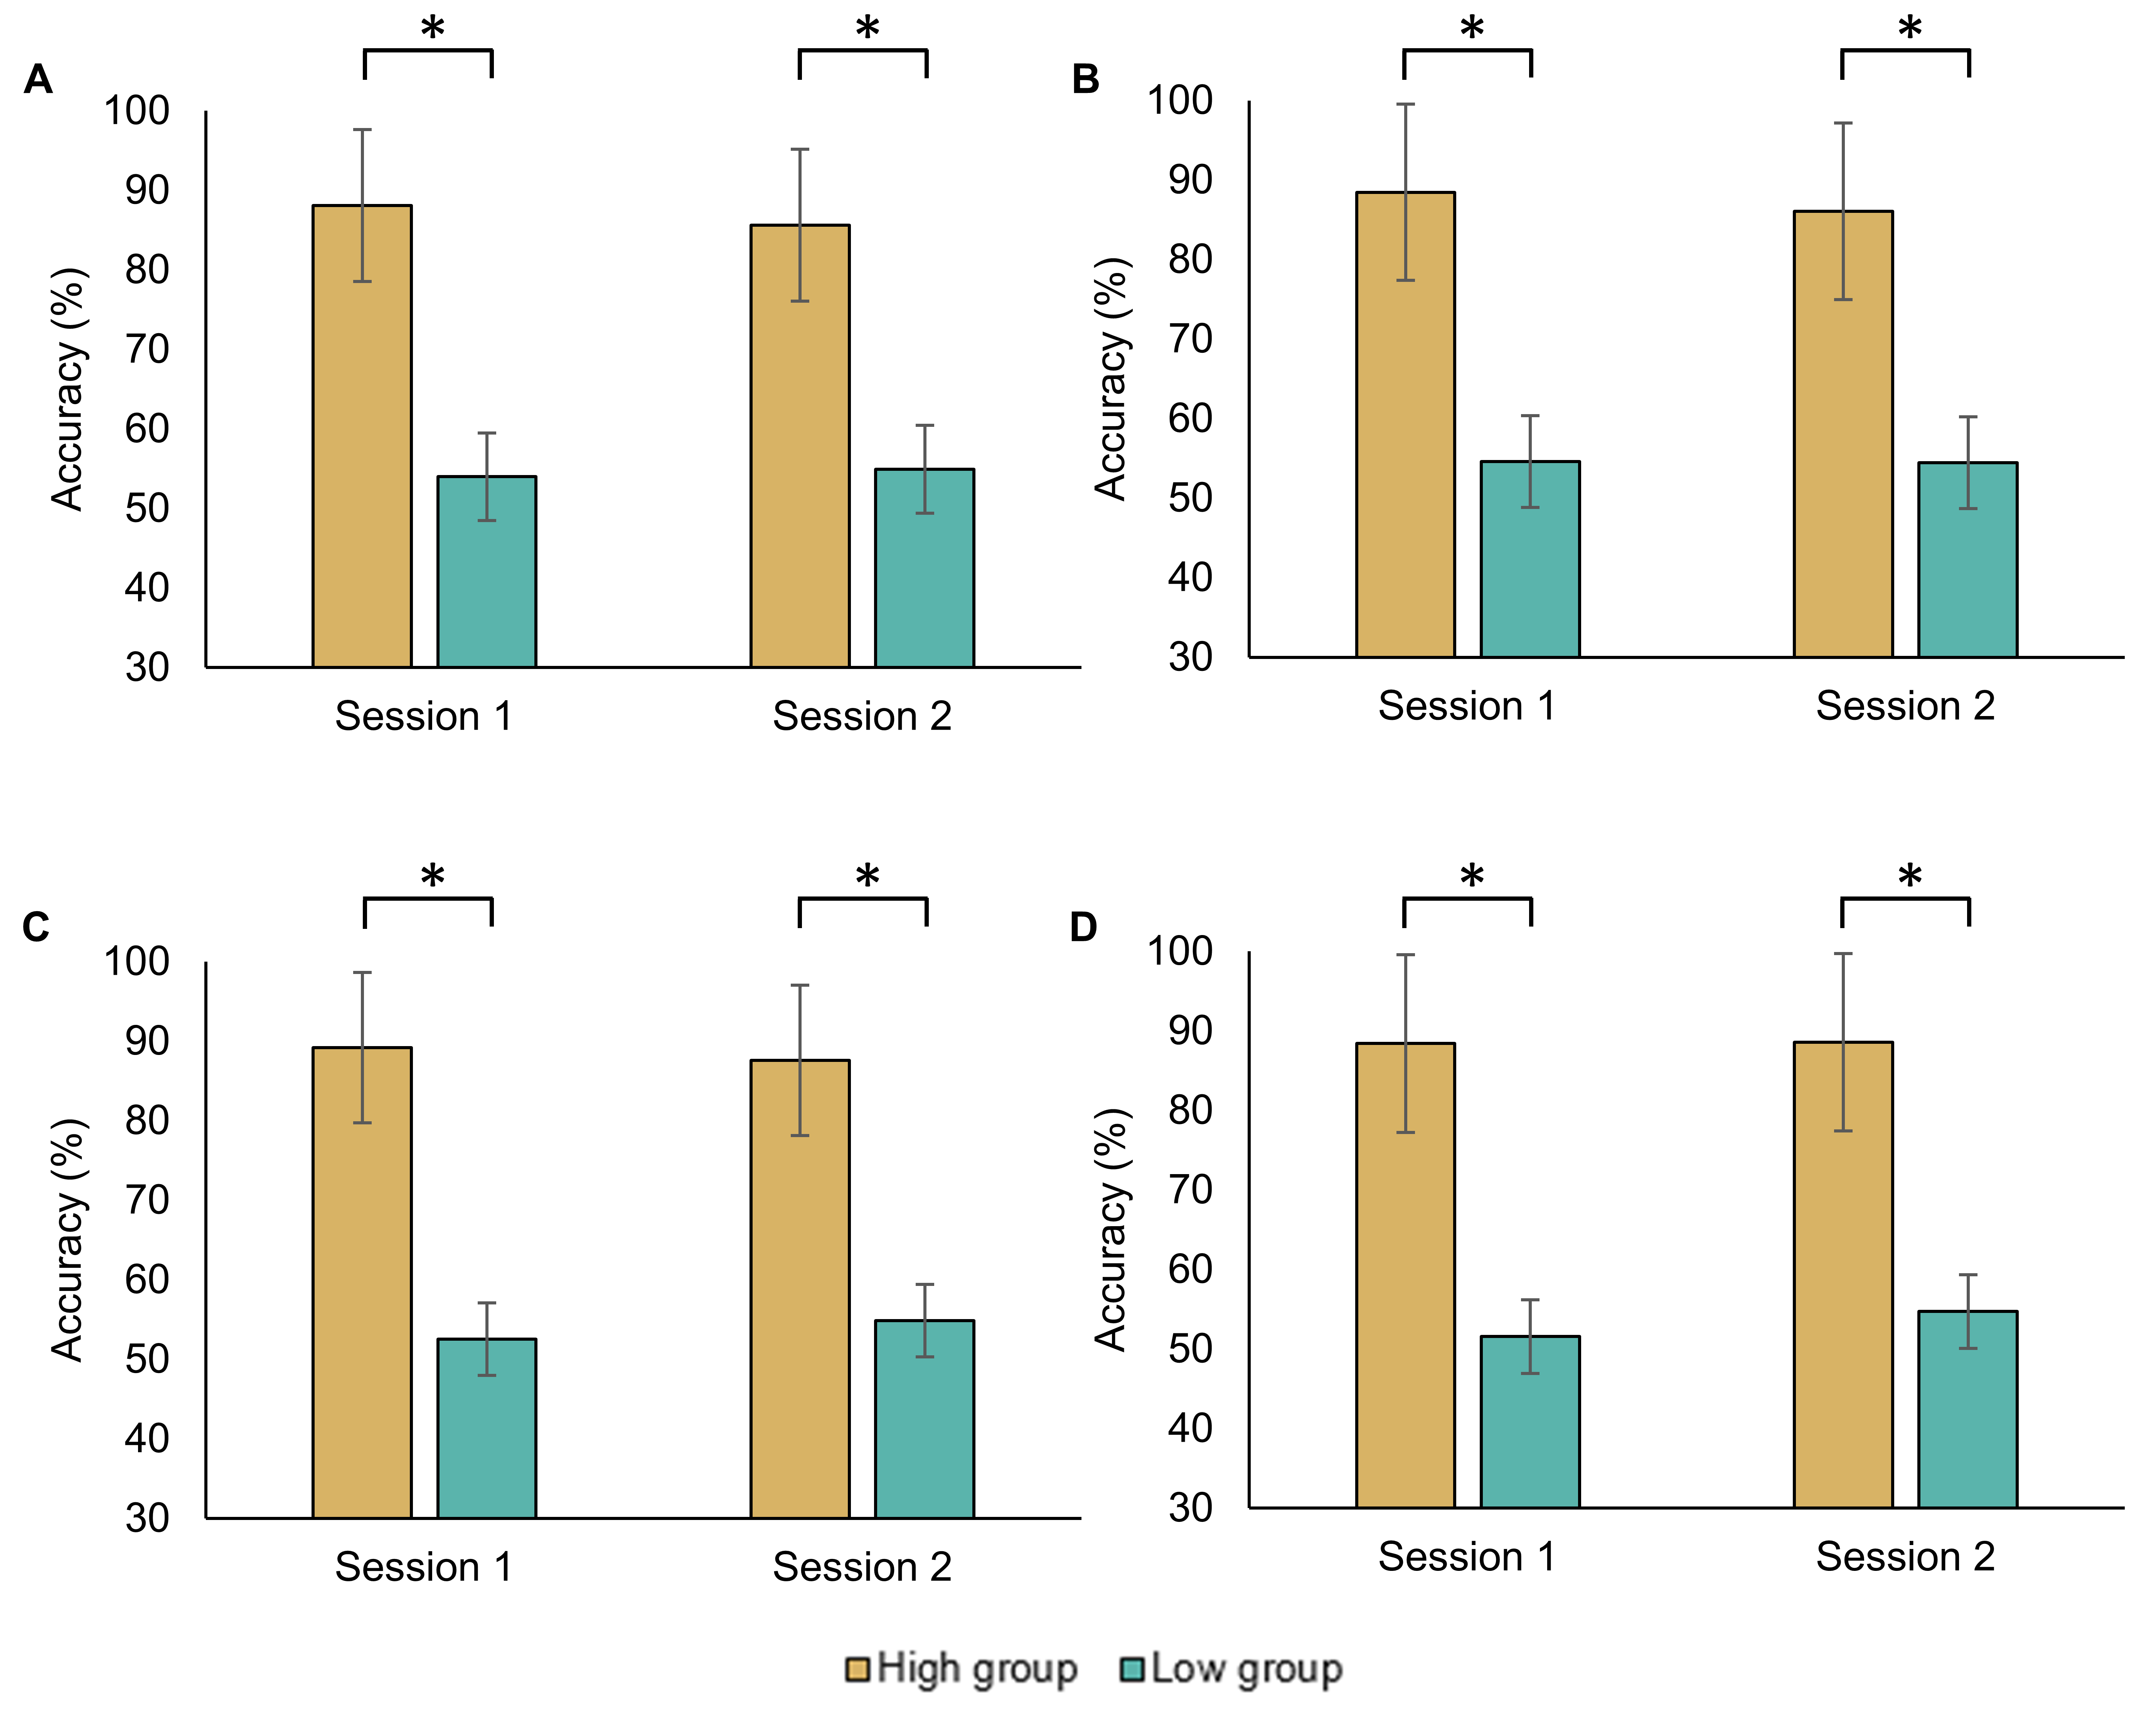 A
* *
100
90
80
70
60
50
40
30
Accuracy (%)
Session 1 Session 2
B
* *
100
90
80
70
60
50
40
30
Accuracy (%)
Session 1 Session 2
C
* *
100
90
80
70
60
50
40
30
Accuracy (%)
Session 1 Session 2
D
* *
100
90
80
70
60
50
40
30
Accuracy (%)
Session 1 Session 2
High group Low group